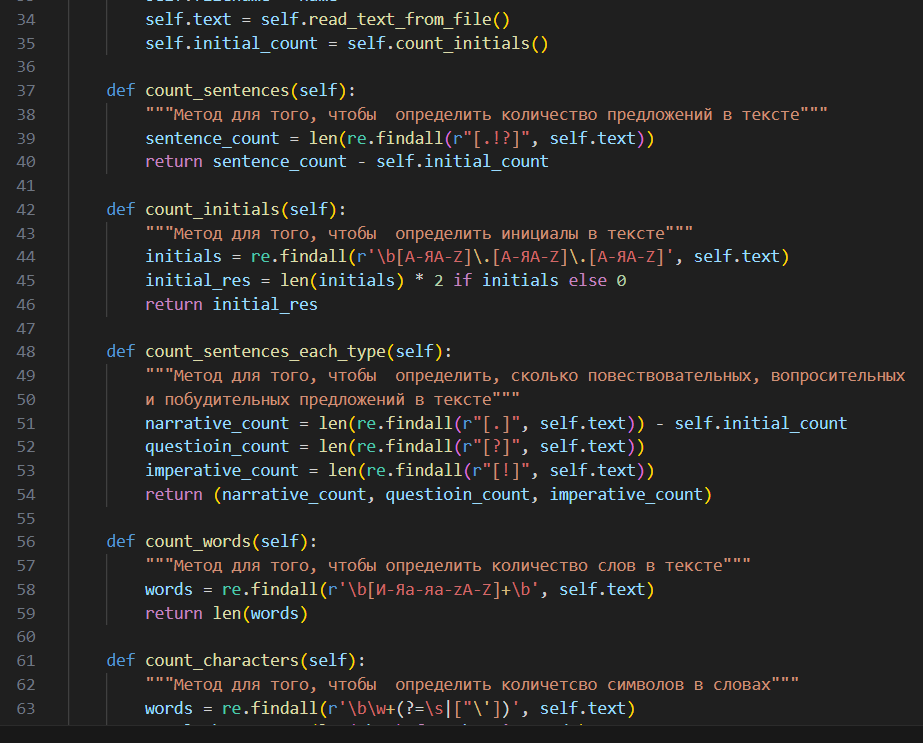 34 self.text = self.read_text_from_file()
35 self.initial_count = self.count_initials()
36
37 def count_sentences(self):
38 """Метод для того, чтобы  определить количество предложений в тексте"""
39 sentence_count = len(re.findall(r"[.!?]", self.text))
40 return sentence_count - self.initial_count
41
42 def count_initials(self):
43 """Метод для того, чтобы  определить инициалы в тексте"""
44 initials = re.findall(r'\b[А-ЯA-Z]\.[А-ЯA-Z]\.[А-ЯA-Z]', self.text)
45 initial_res = len(initials) * 2 if initials else 0
46 return initial_res
47
48 def count_sentences_each_type(self):
49 """Метод для того, чтобы  определить, сколько повествовательных, вопросительных
50 и побудительных предложений в тексте"""
51 narrative_count = len(re.findall(r"[.]", self.text)) - self.initial_count
52 questioin_count = len(re.findall(r"[?]", self.text))
53 imperative_count = len(re.findall(r"[!]", self.text))
54 return (narrative_count, questioin_count, imperative_count)
55
56 def count_words(self):
57 """Метод для того, чтобы определить количество слов в тексте"""
58 words = re.findall(r'\b[И-Яа-яa-zA-Z]+\b', self.text)
59 return len(words)
60
61 def count_characters(self):
62 """Метод для того, чтобы  определить количетсво символов в словах"""
63 words = re.findall(r'\b\w+(?=\s|["\'])', self.text)